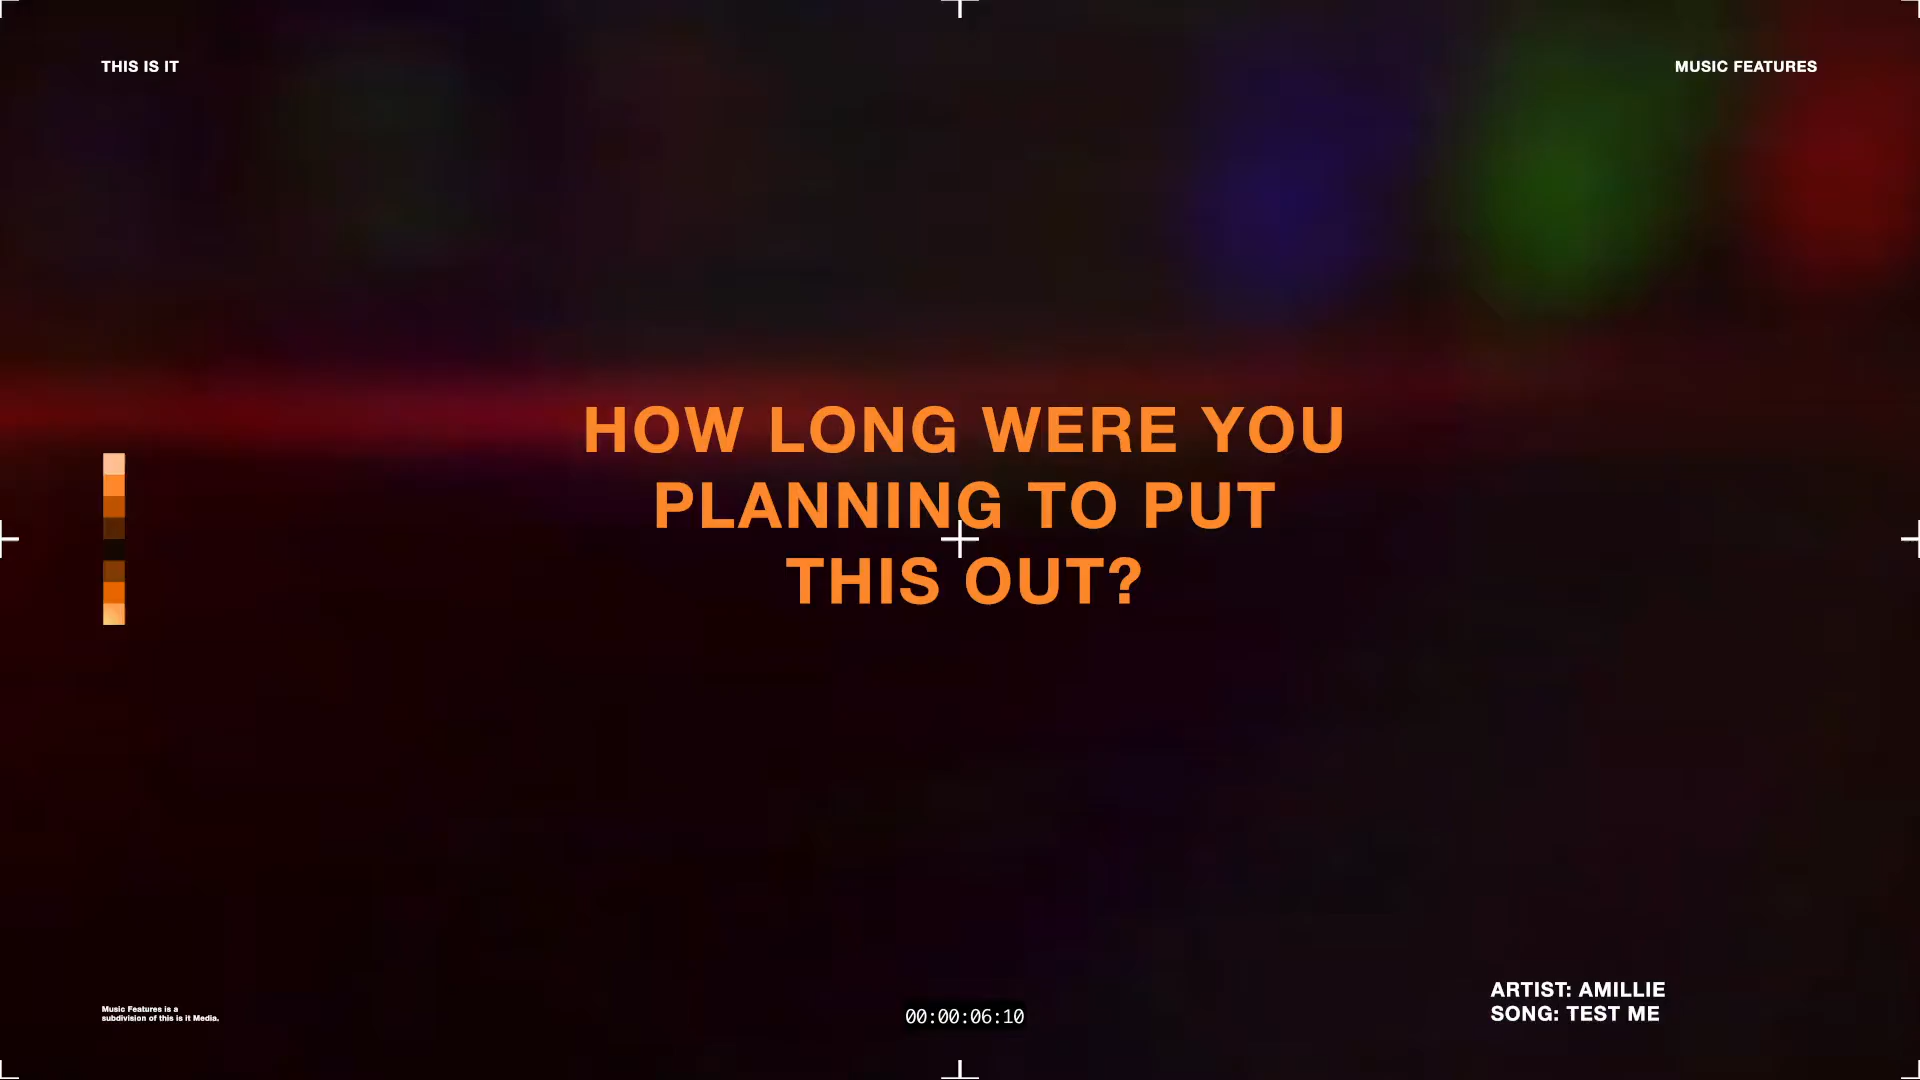 THIS IS IT
MUSIC FEATURES
HOW LONG WERE YOU
PLANNING TO PUT
THIS OUT?
Music Features is a
subdivision of this is it Media.
00:00:06:10
ARTIST: AMILLIE
SONG: TEST ME